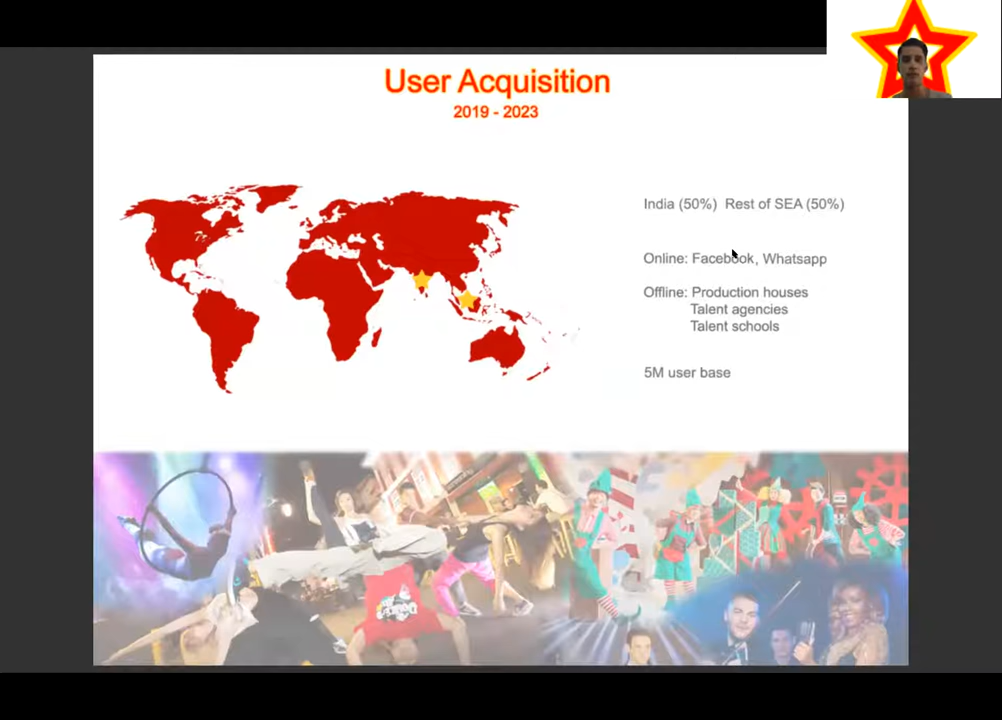 User Acquisition
2019 - 2023
India (50%) Rest of SEA (50%)
Online: Facebook, Whatsapp
Offline: Production houses
Talent agencies
Talent schools
5M user base